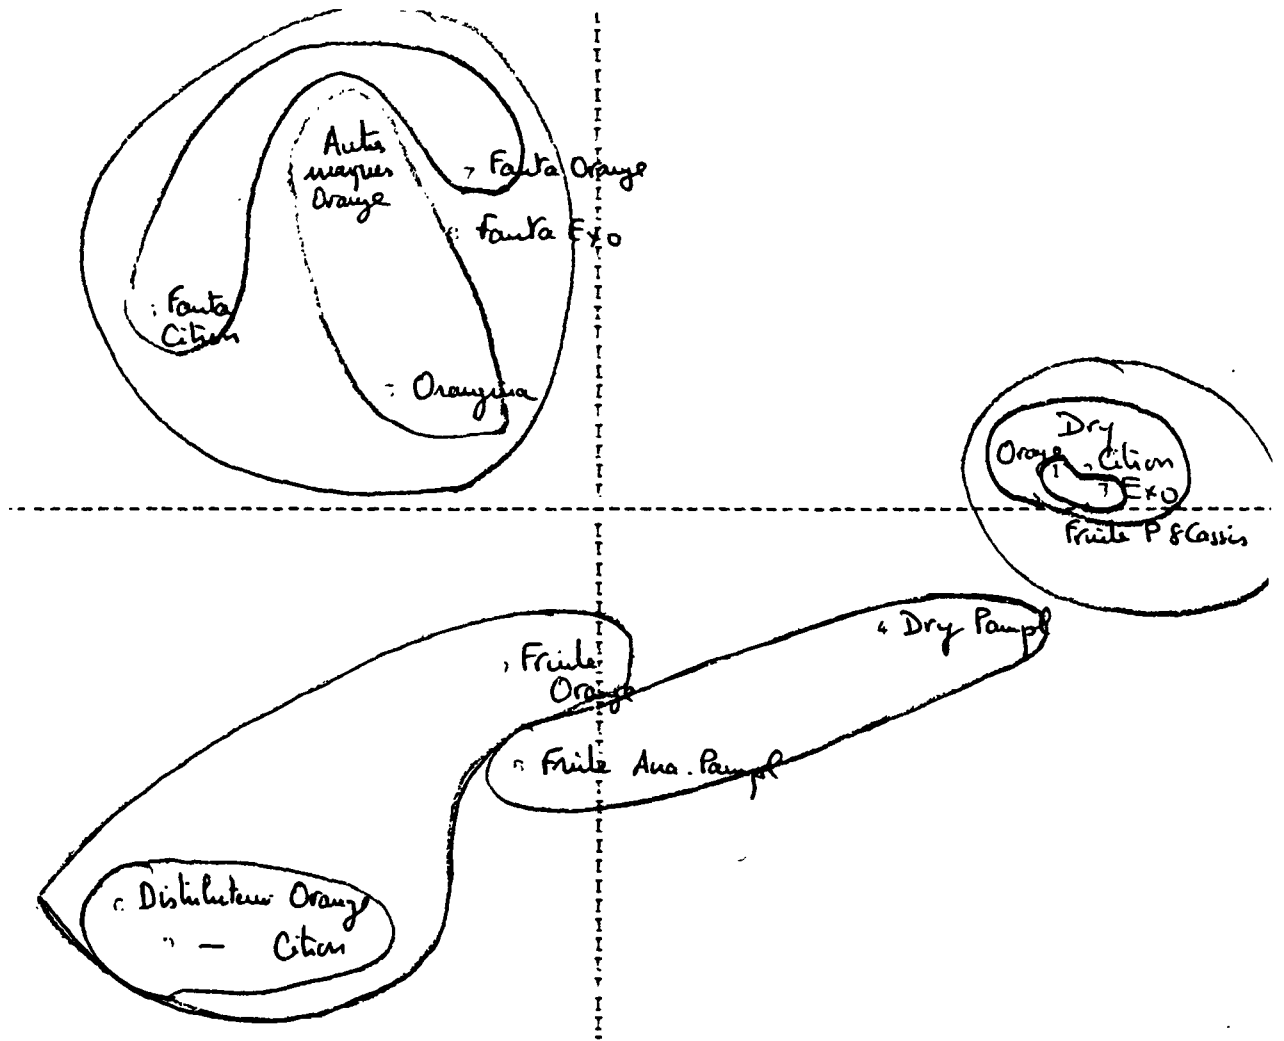 Autres
marques
Orange
Fanta Orange
Fanta Exo
Fanta
Citron
Orangina
Dry
Orange
Citron
Exo
Fruité P & Cassis
Dry Pampl
Fruité
Orange
Fruité Ana. Pampl
Distributeur Orange
" — Citron